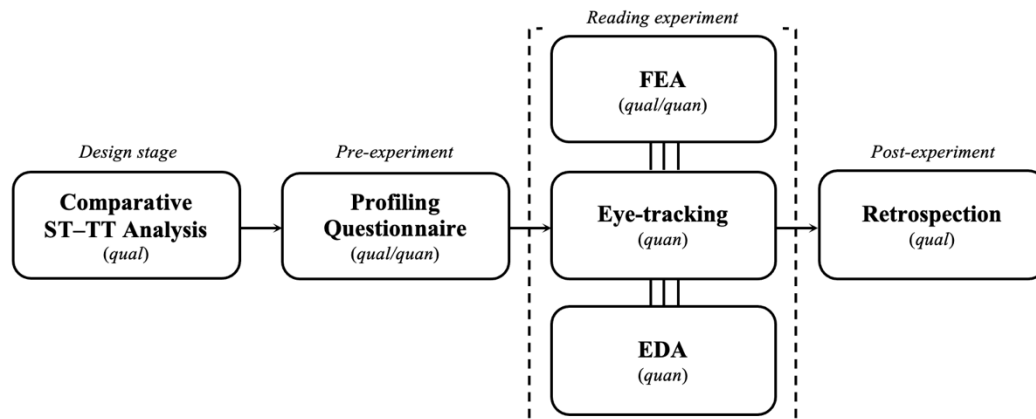 Reading experiment
FEA
(qual/quan)
Design stage
Pre-experiment
Post-experiment
Comparative
ST–TT Analysis
(qual)
Profiling
Questionnaire
(qual/quan)
Eye-tracking
(quan)
Retrospection
(qual)
EDA
(quan)